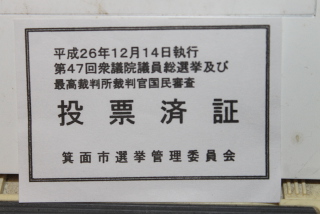 平成26年12月14日執行
第47回衆議院議員総選挙及び
最高裁判所裁判官国民審査
投票済証
箕面市選挙管理委員会